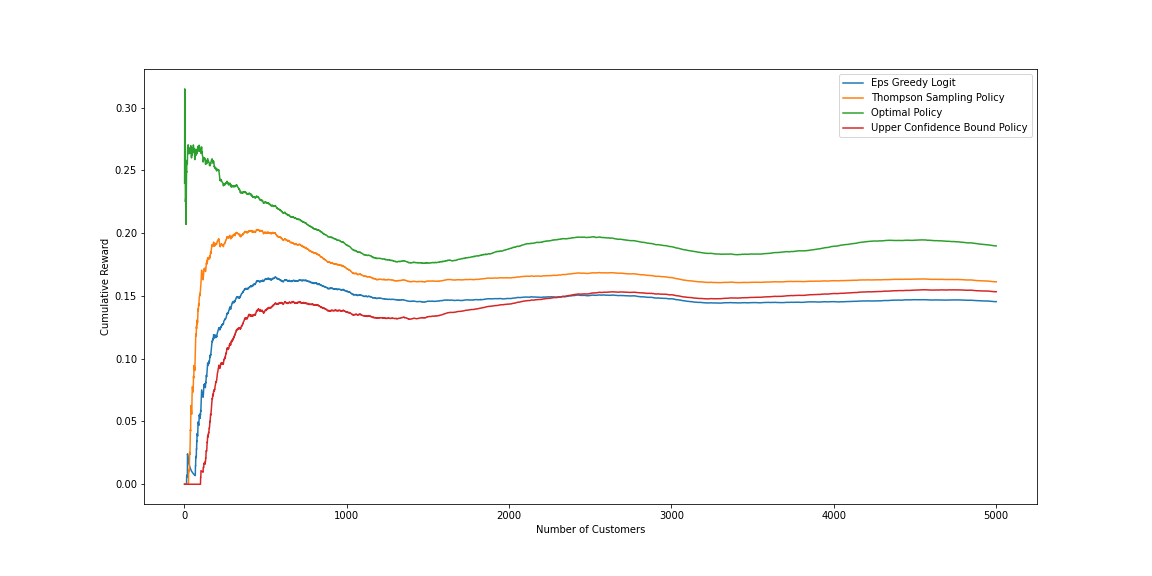 Eps Greedy Logit
Thompson Sampling Policy
Optimal Policy
Upper Confidence Bound Policy
Cumulative Reward
0.30
0.25
0.20
0.15
0.10
0.05
0.00
0 1000 2000 3000 4000 5000
Number of Customers